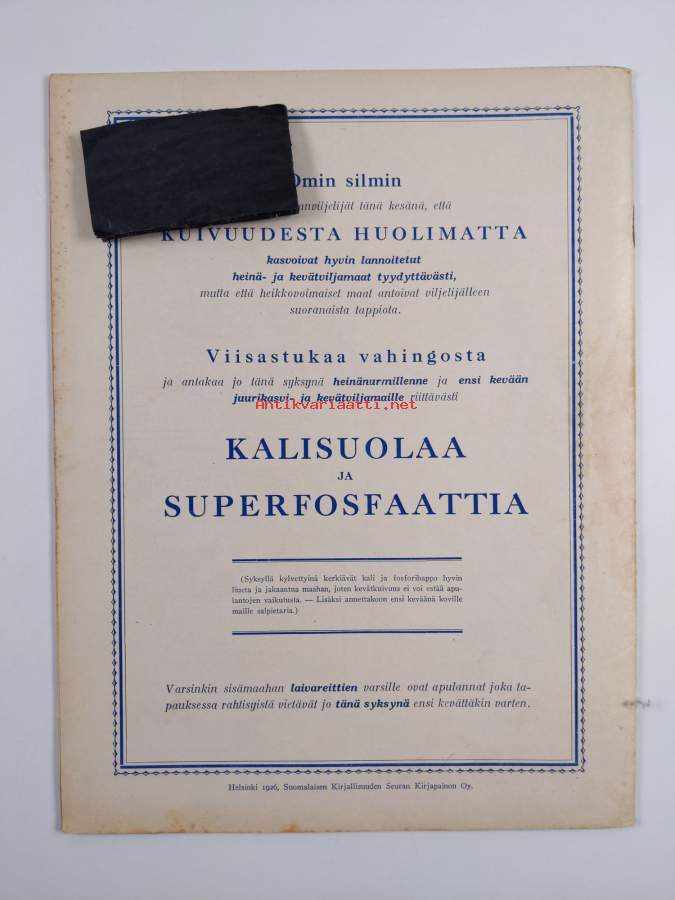 Omin silmin
viljelijät tänä kesänä, että
KUIVUUDESTA HUOLIMATTA
kasvoivat hyvin lannoitetut
heinä- ja kevätviljamaat tyydyttävästi,
mutta että heikkovoimaiset maat antoivat viljelijälleen
suoranaista tappiota.
Viisastukaa vahingosta
ja antakaa jo tänä syksynä heinänurmillenne ja ensi kevään
juurikasvi- ja kevätviljamaille riittävästi
Antikvariaatti.net
KALISUOLAA
JA
SUPERFOSFAATTIA
(Syksyllä kylvettyinä kerkiävät kali ja fosforihappo hyvin
liueta ja jakaantua maahan, joten kevätkuivuus ei voi estää apu-
lantojen vaikutusta. — Lisäksi annettakoon ensi keväänä koville
maille salpietaria.)
Varsinkin sisämaahan laivareittien varsille ovat apulannat joka ta-
pauksessa rahtisyistä vietävät jo tänä syksynä ensi kevättäkin varten.
Helsinki 1926, Suomalaisen Kirjallisuuden Seuran Kirjapainon Oy.